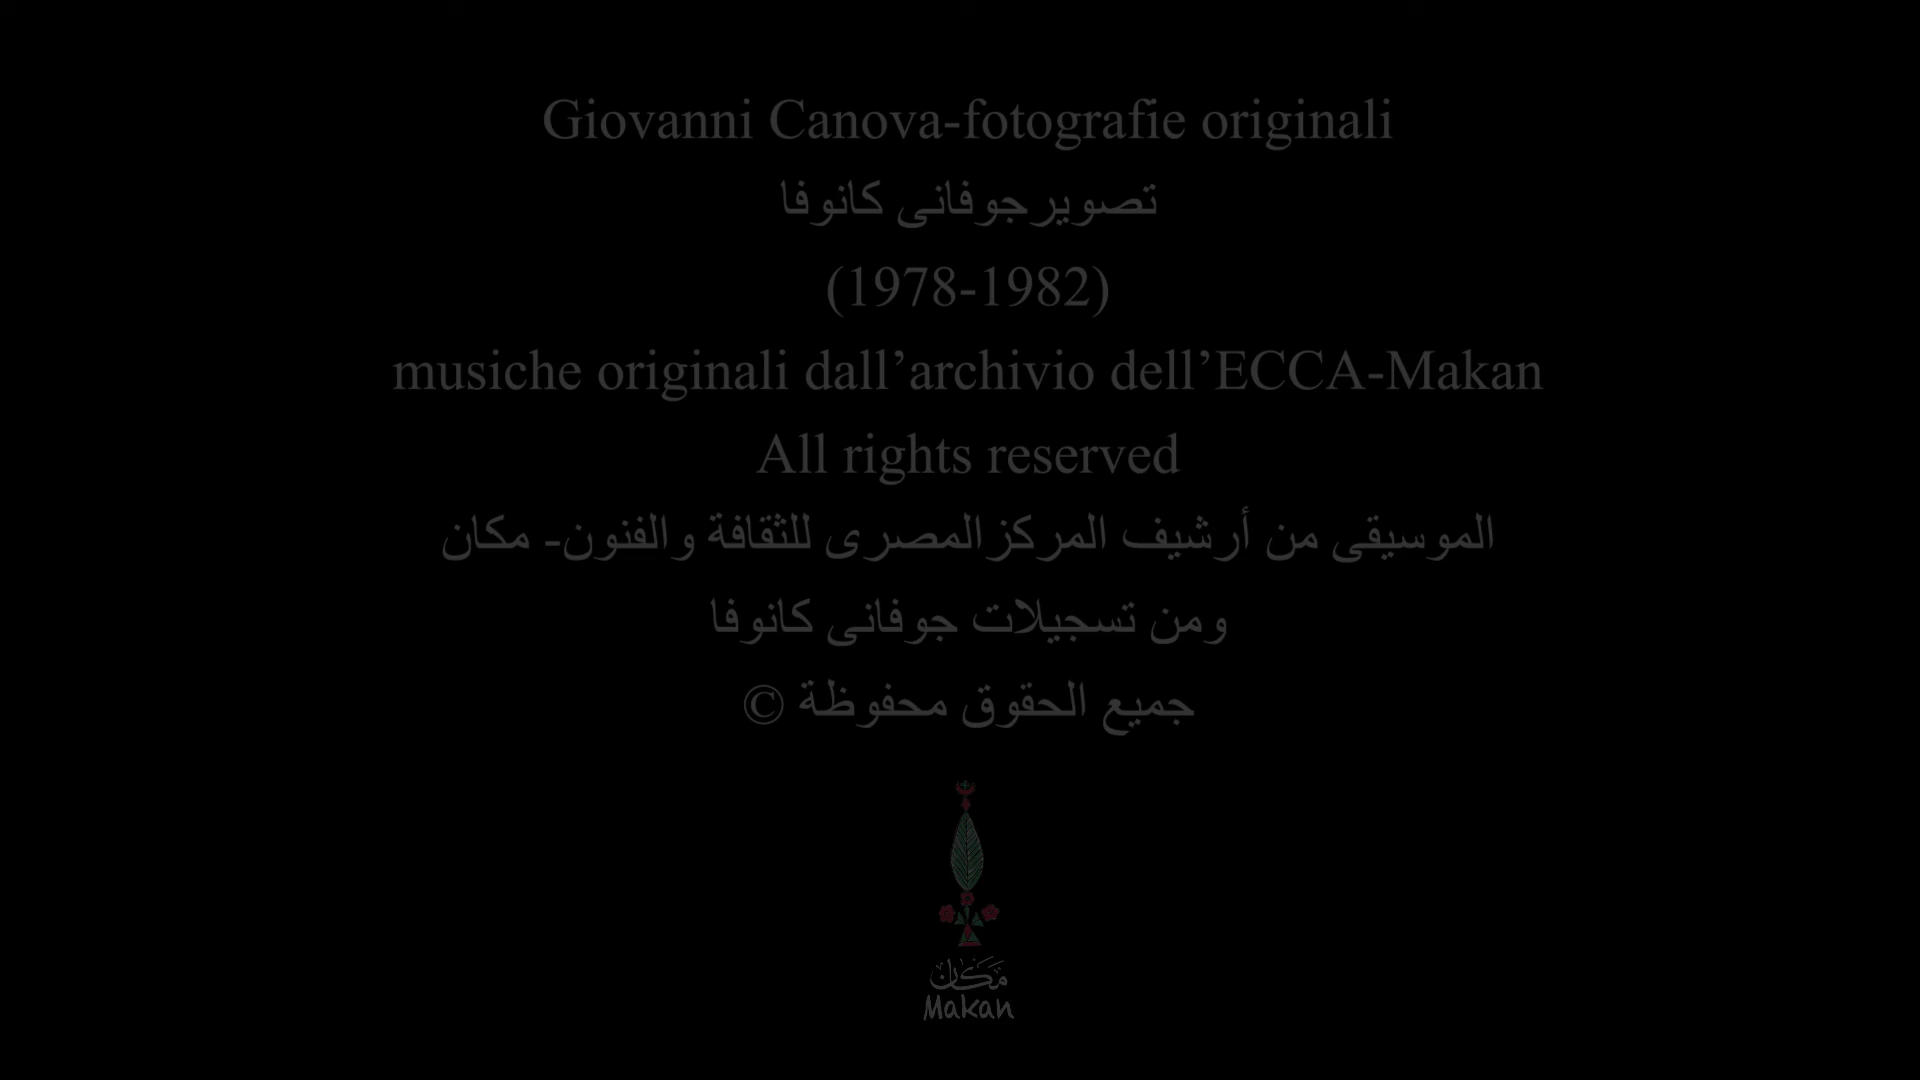 Giovanni Canova-fotografie originali
تصويرجوفانى كانوفا
(1978-1982)
musiche originali dall’archivio dell’ECCA-Makan
All rights reserved
الموسيقى من أرشيف المركزالمصرى للثقافة والفنون- مكان
ومن تسجيلات جوفانى كانوفا
جميع الحقوق محفوظة ©
مكان
Makan